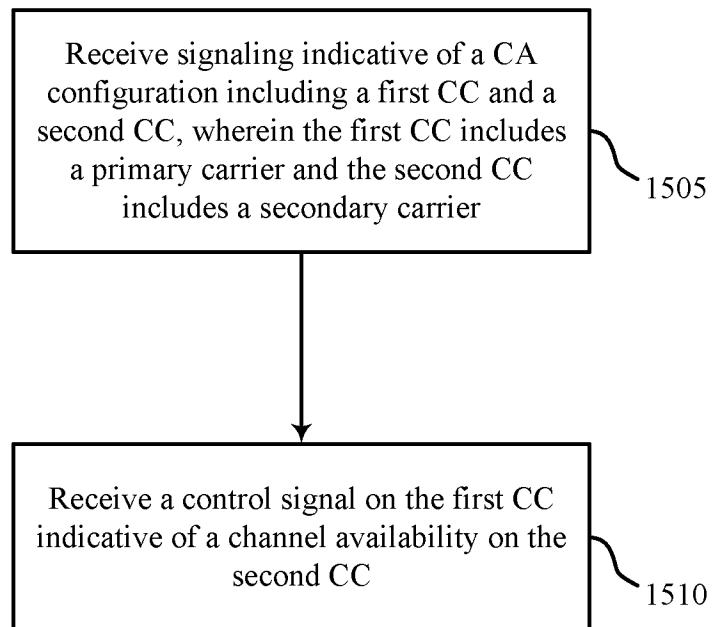 Receive signaling indicative of a CA
configuration including a first CC and a
second CC, wherein the first CC includes
a primary carrier and the second CC
includes a secondary carrier
1505
Receive a control signal on the first CC
indicative of a channel availability on the
second CC
1510